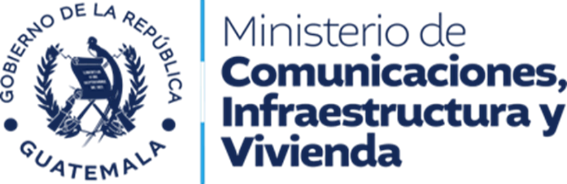 GOBIERNO DE LA REPÚBLICA
GUATEMALA
Ministerio de
Comunicaciones,
Infraestructura y
Vivienda